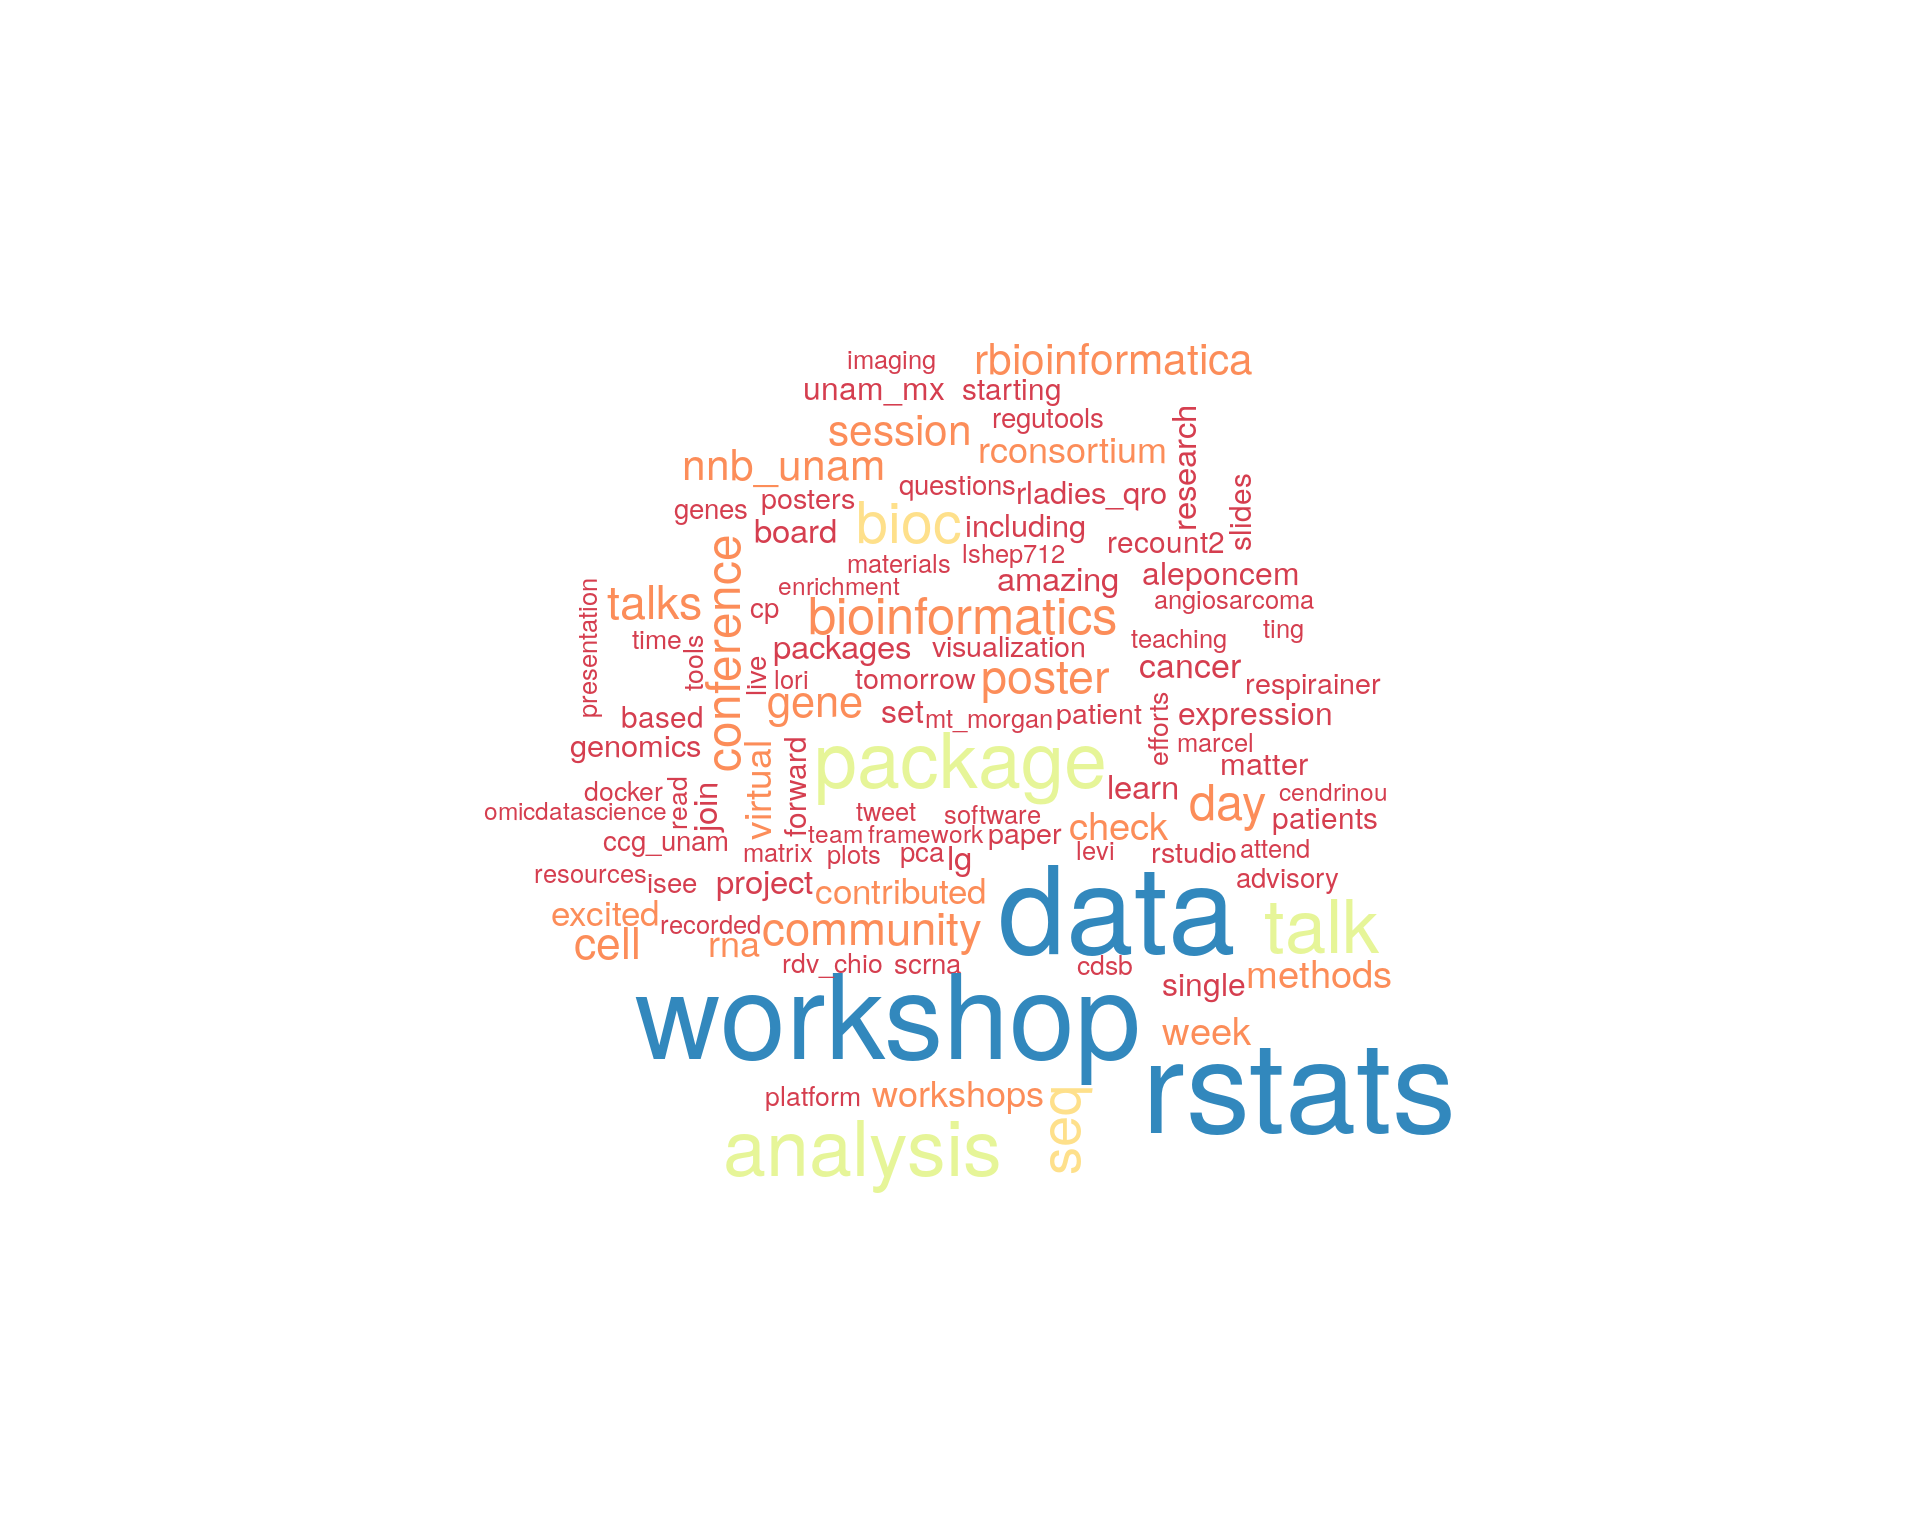 imaging rbioinformatica
unam_mx starting
regutools
session
research
rconsortium
nnb_unam
questions rladies_qro
slides
genes posters
bioc including
board
recount2
conference
lshep712
materials
amazing aleponcem
enrichment
presentation
talks
cp
bioinformatics
angiosarcoma
ting
time
tools
packages visualization
teaching
live
lori
tomorrow
poster
cancer
respirainer
gene
set
mt_morgan
patient
efforts
expression
based
genomics
virtual
forward
package
marcel
matter
docker
read
join
learn
day
cendrinou
omicdatascience
tweet
software
patients
ccg_unam
team
framework
paper
check
matrix
plots
pca
lg
levi
rstudio
attend
resources
isee
project
contributed
data
advisory
excited
recorded
community
talk
cell
rna
rdv_chio
scrna
cdsb
single
methods
workshop
week
rstats
platform
workshops
seq
analysis